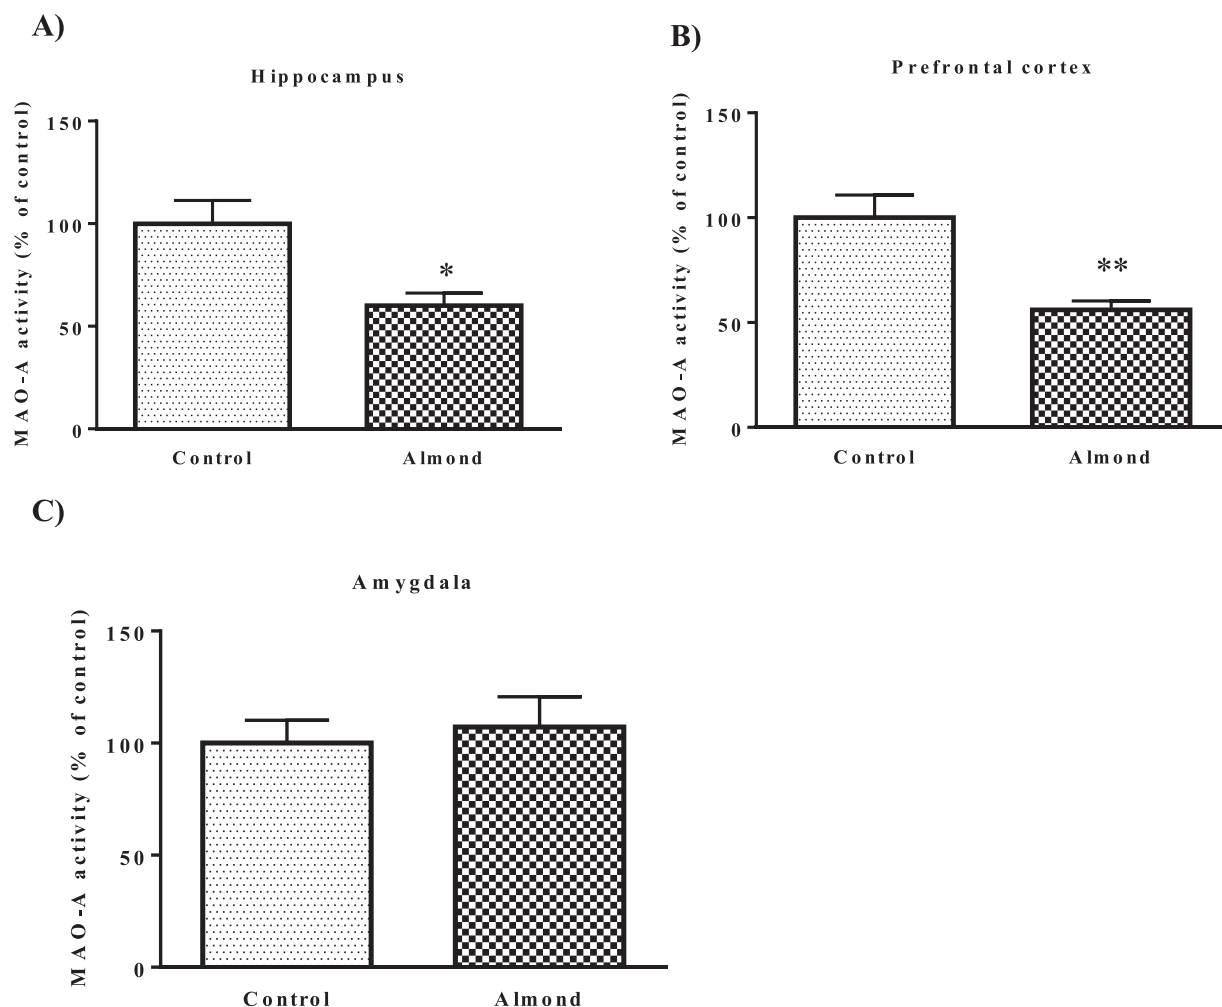 A)
Hippocampus
MAO-A activity (% of control)
150
100
50
0
*
Control Almond
B)
Prefrontal cortex
MAO-A activity (% of control)
150
100
50
0
**
Control Almond
C)
Amygdala
MAO-A activity (% of control)
150
100
50
0
Control Almond